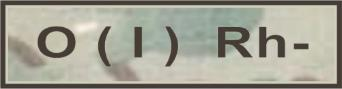 O ( I ) Rh-